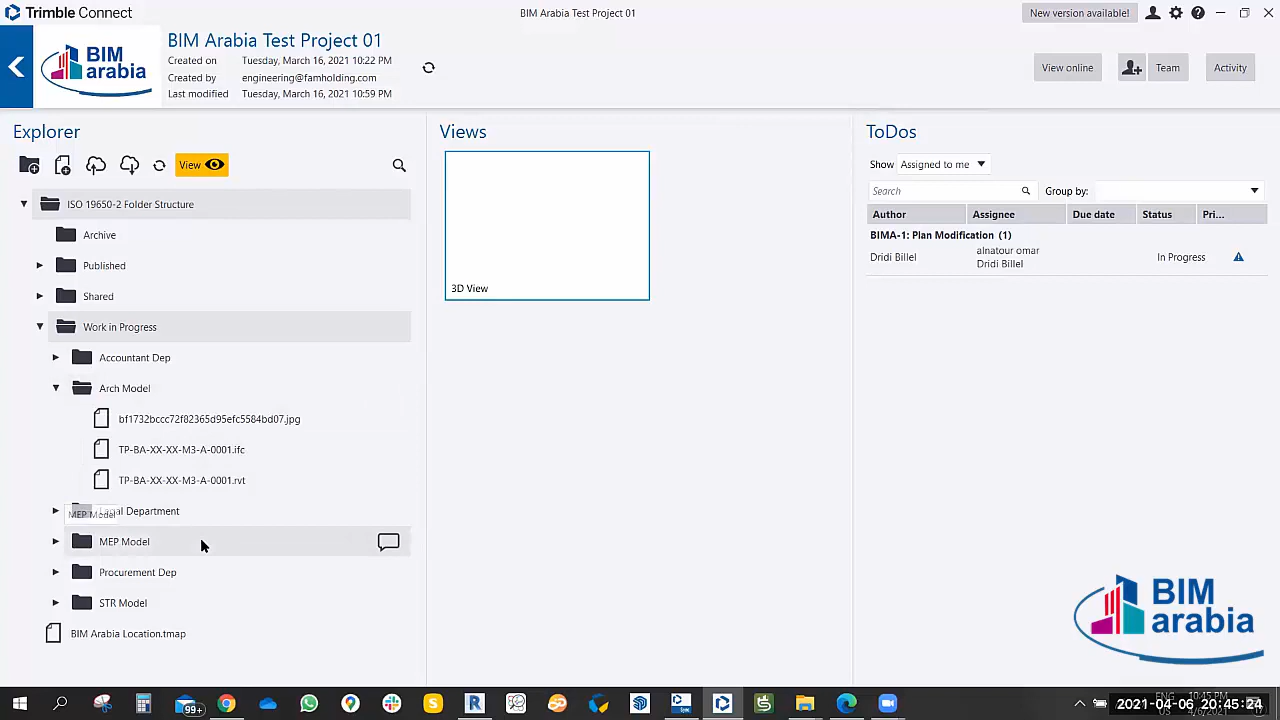 Trimble Connect
BIM Arabia Test Project 01
New version available!
BIM arabia
BIM Arabia Test Project 01
Created on Tuesday, March 16, 2021 10:22 PM
Created by engineering@famholding.com
Last modified Tuesday, March 16, 2021 10:59 PM
View online
Team
Activity
Explorer
View
ISO 19650-2 Folder Structure
Archive
Published
Shared
Work in Progress
Accountant Dep
Arch Model
bf1732bccc72f82365d95efc5584bd07.jpg
TP-BA-XX-XX-M3-A-0001.ifc
TP-BA-XX-XX-M3-A-0001.rvt
Department
MEP Model
MEP Model
Procurement Dep
STR Model
BIM Arabia Location.tmap
Views
3D View
ToDos
Show Assigned to me
Search
Group by:
Author Assignee Due date Status Pri...
BIMA-1: Plan Modification (1)
Dridi Billel alnatour omar In Progress
Dridi Billel
BIM
arabia
99+
ENG 10:45 PM
2021-04-06 20:45:24